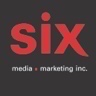 six
media + marketing inc.